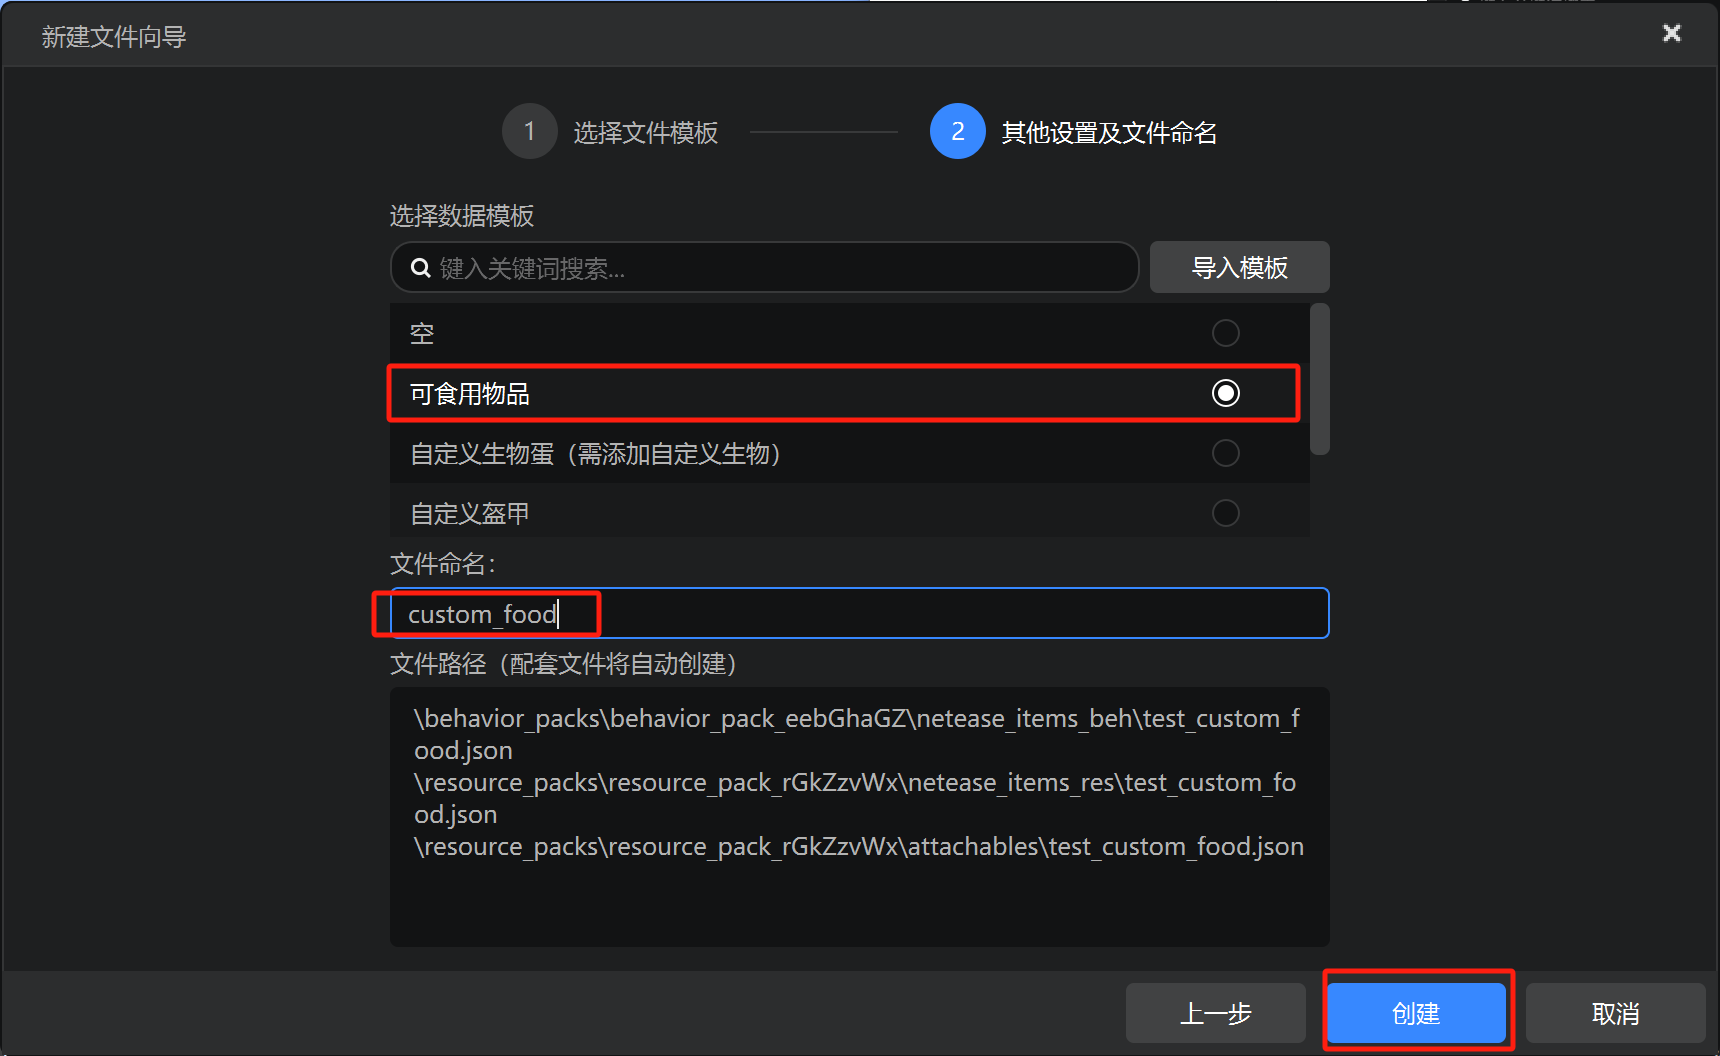 新建文件向导
1 选择文件模板 2 其他设置及文件命名
选择数据模板
键入关键词搜索... 导入模板
空
可食用物品
自定义生物蛋（需添加自定义生物）
自定义盔甲
文件命名：
custom_food
文件路径（配套文件将自动创建）
\behavior_packs\behavior_pack_eebGhaGZ\netease_items_beh\test_custom_f
ood.json
\resource_packs\resource_pack_rGkZzvWx\netease_items_res\test_custom_fo
od.json
\resource_packs\resource_pack_rGkZzvWx\attachables\test_custom_food.json
上一步 创建 取消